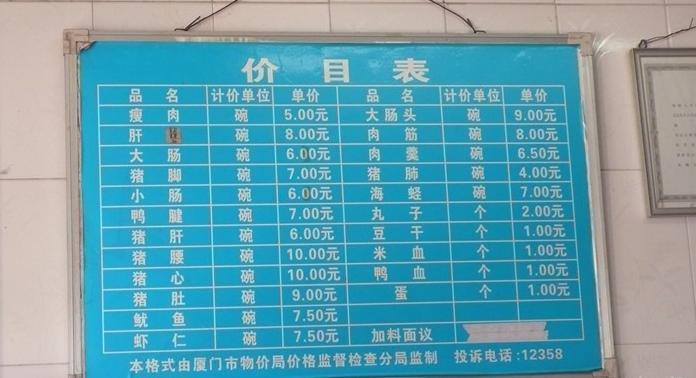 价 目 表
品 名 计价单位 单价 品 名 计价单位 单价
瘦 肉 碗 5.00元 大肠头 碗 9.00元
肝 碗 8.00元 肉 筋 碗 8.00元
大 肠 碗 6.00元 肉 羹 碗 6.50元
猪 脚 碗 7.00元 猪 肺 碗 4.00元
小 肠 碗 6.00元 海 蛏 碗 7.00元
鸭 腱 碗 7.00元 丸 子 个 2.00元
猪 肝 碗 6.00元 豆 干 个 1.00元
猪 腰 碗 10.00元 米 血 个 1.00元
猪 心 碗 10.00元 鸭 血 个 1.00元
猪 肚 碗 9.00元 蛋 个 1.00元
鱿 鱼 碗 7.50元
虾 仁 碗 7.50元 加料面议
本格式由厦门市物价局价格监督检查分局监制 投诉电话:12358